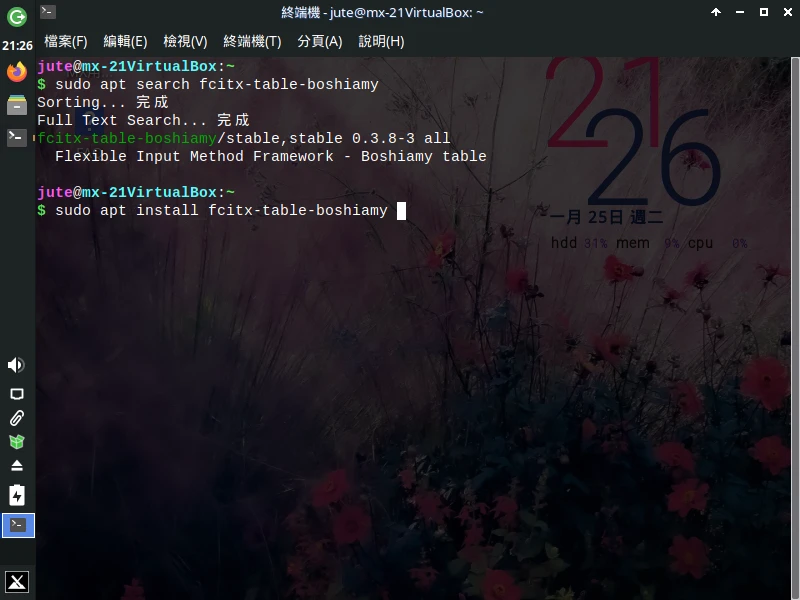 終端機 - jute@mx-21VirtualBox: ~
21:26
檔案(F) 編輯(E) 檢視(V) 終端機(T) 分頁(A) 說明(H)
jute@mx-21VirtualBox:~
$ sudo apt search fcitx-table-boshiamy
Sorting... 完成
Full Text Search... 完成
fcitx-table-boshiamy/stable,stable 0.3.8-3 all
Flexible Input Method Framework - Boshiamy table
jute@mx-21VirtualBox:~
$ sudo apt install fcitx-table-boshiamy
21
26
一月 25日 週二
hdd 31% mem 9% cpu 0%